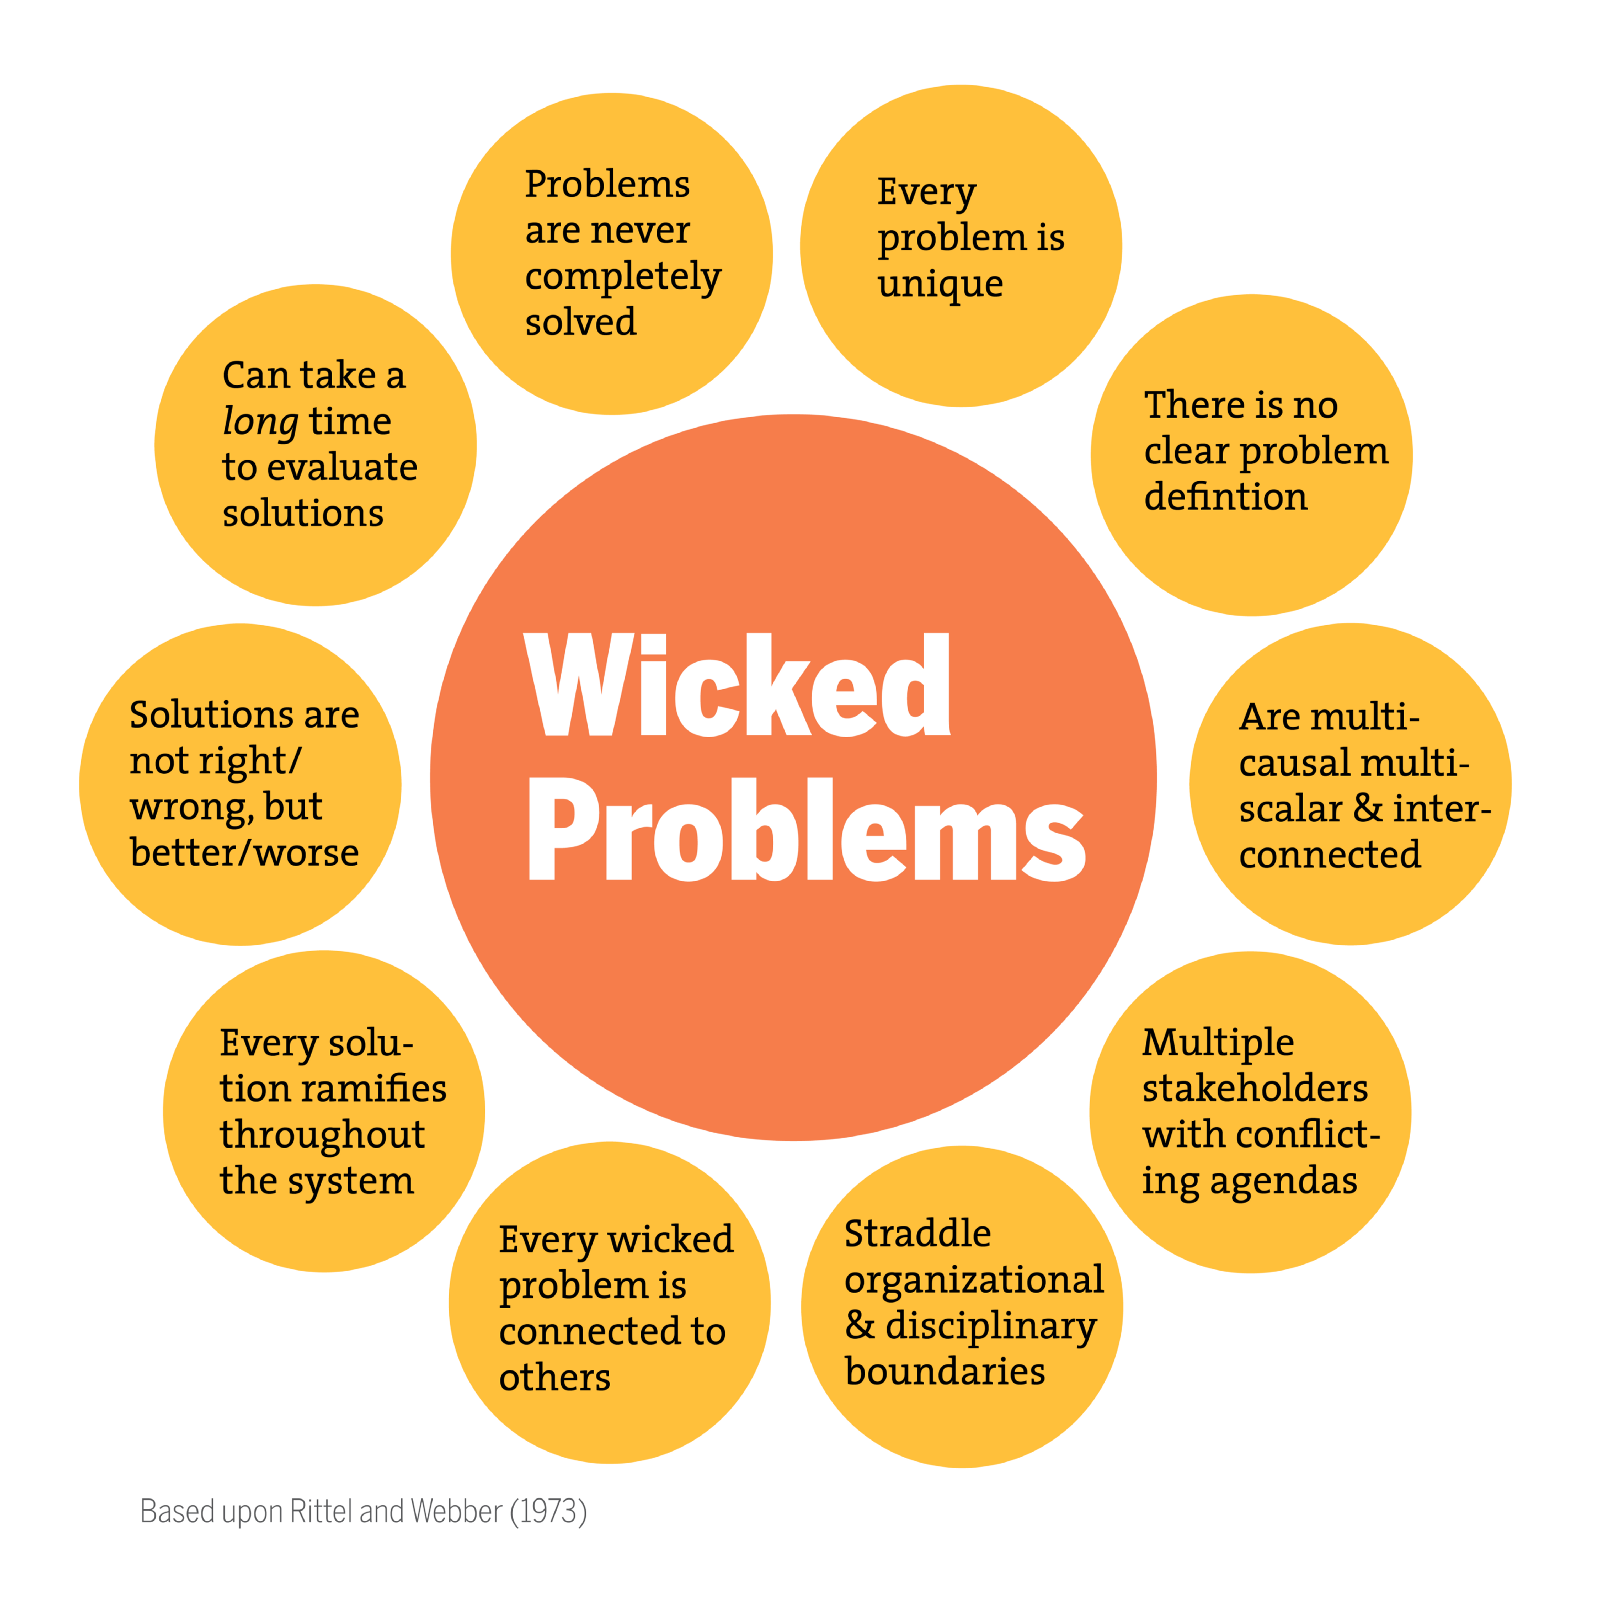 Wicked
Problems
Every
problem is
unique
There is no
clear problem
defintion
Are multi-
causal multi-
scalar & inter-
connected
Multiple
stakeholders
with conflict-
ing agendas
Straddle
organizational
& disciplinary
boundaries
Every wicked
problem is
connected to
others
Every solu-
tion ramifies
throughout
the system
Solutions are
not right/
wrong, but
better/worse
Can take a
long time
to evaluate
solutions
Problems
are never
completely
solved
Based upon Rittel and Webber (1973)